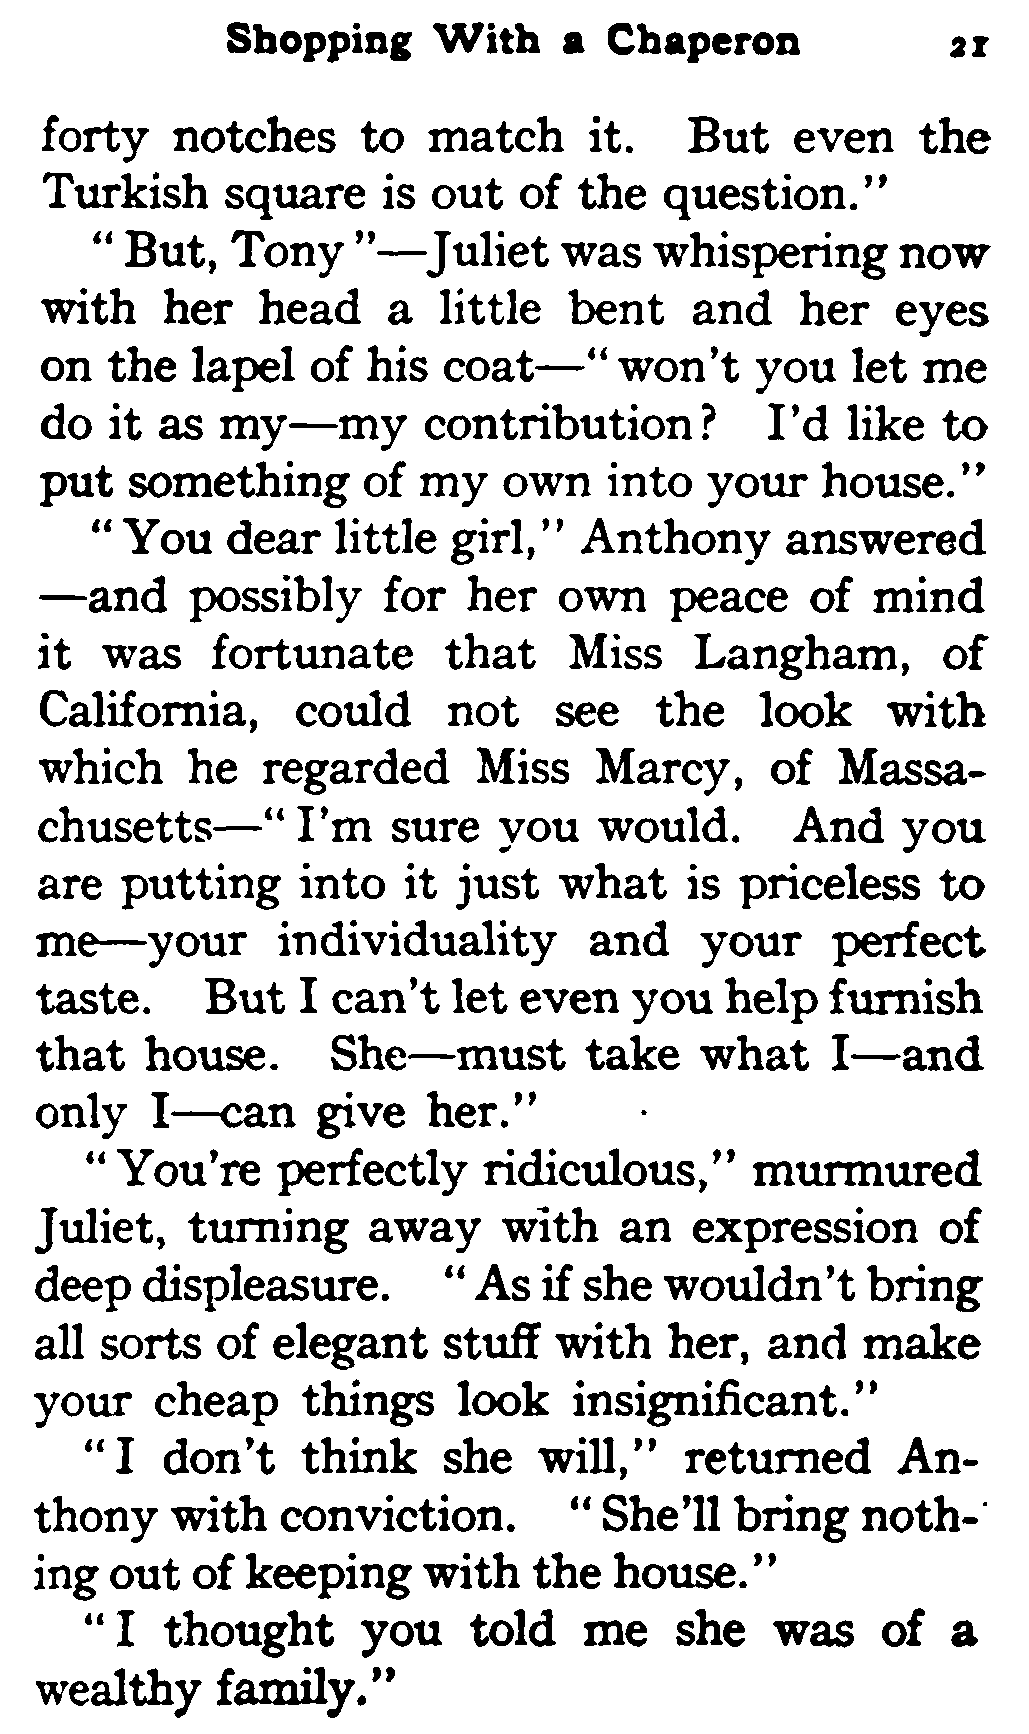 Shopping With a Chaperon 21
forty notches to match it. But even the
Turkish square is out of the question."
"But, Tony"—Juliet was whispering now
with her head a little bent and her eyes
on the lapel of his coat—"won't you let me
do it as my—my contribution? I'd like to
put something of my own into your house."
"You dear little girl," Anthony answered
—and possibly for her own peace of mind
it was fortunate that Miss Langham, of
California, could not see the look with
which he regarded Miss Marcy, of Massa-
chusetts—"I'm sure you would. And you
are putting into it just what is priceless to
me—your individuality and your perfect
taste. But I can't let even you help furnish
that house. She—must take what I—and
only I—can give her."
"You're perfectly ridiculous," murmured
Juliet, turning away with an expression of
deep displeasure. "As if she wouldn't bring
all sorts of elegant stuff with her, and make
your cheap things look insignificant."
"I don't think she will," returned An-
thony with conviction. "She'll bring noth-
ing out of keeping with the house."
"I thought you told me she was of a
wealthy family."